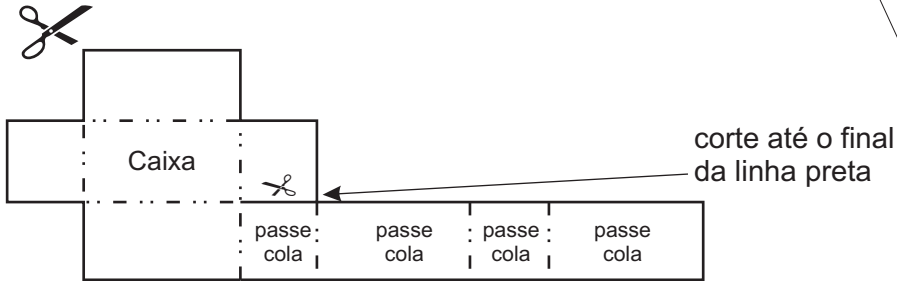 Caixa
corte até o final
da linha preta
passe
cola
passe
cola
passe
cola
passe
cola